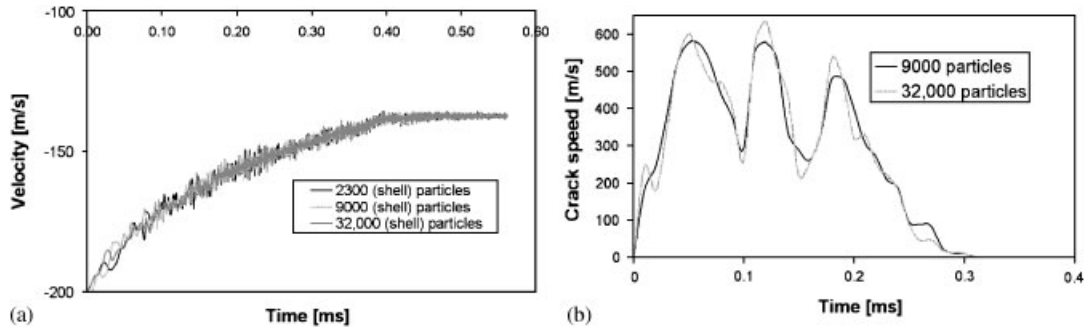 -100
0.00 0.10 0.20 0.30 0.40 0.50 0.60
Velocity [m/s]
-150
2300 (shell) particles
9000 (shell) particles
32,000 (shell) particles
-200
(a)
Time [ms]
600
500
400
300
200
100
0
Crack speed [m/s]
9000 particles
32,000 particles
0 0.1 0.2 0.3 0.4
(b)
Time [ms]